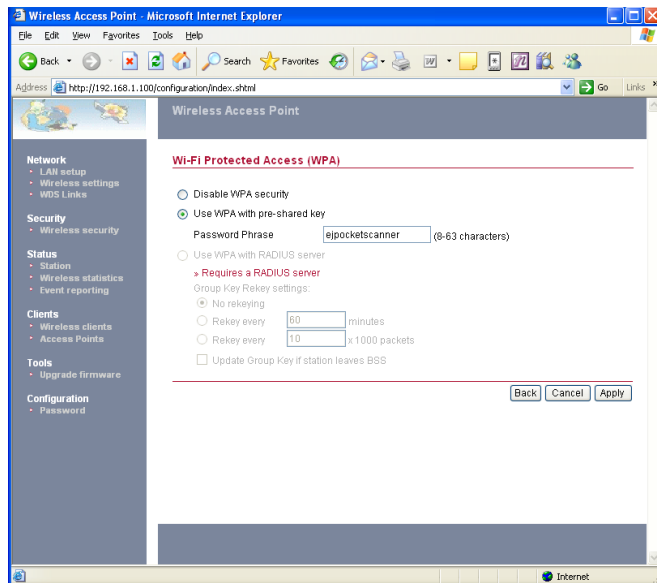 Wireless Access Point - Microsoft Internet Explorer
File Edit View Favorites Tools Help
Back Search Favorites
Address http://192.168.1.100/configuration/index.shtml Go Links »
Wireless Access Point
Network
LAN setup
Wireless settings
WDS Links
Security
Wireless security
Status
Station
Wireless statistics
Event reporting
Clients
Wireless clients
Access Points
Tools
Upgrade firmware
Configuration
Password
Wi-Fi Protected Access (WPA)
Disable WPA security
Use WPA with pre-shared key
Password Phrase ejpocketscanner (8-63 characters)
Use WPA with RADIUS server
» Requires a RADIUS server
Group Key Rekey settings:
No rekeying
Rekey every 60 minutes
Rekey every 10 x 1000 packets
Update Group Key if station leaves BSS
Back Cancel Apply
Internet